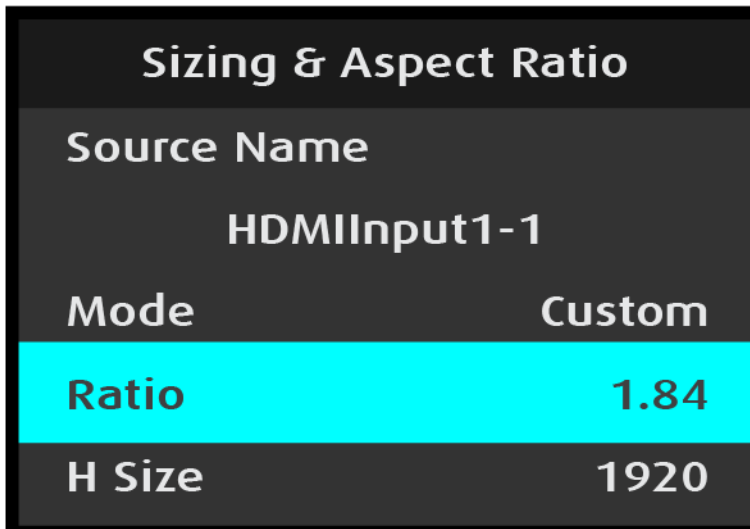 Sizing & Aspect Ratio
Source Name
HDMIInput1-1
Mode Custom
Ratio 1.84
H Size 1920